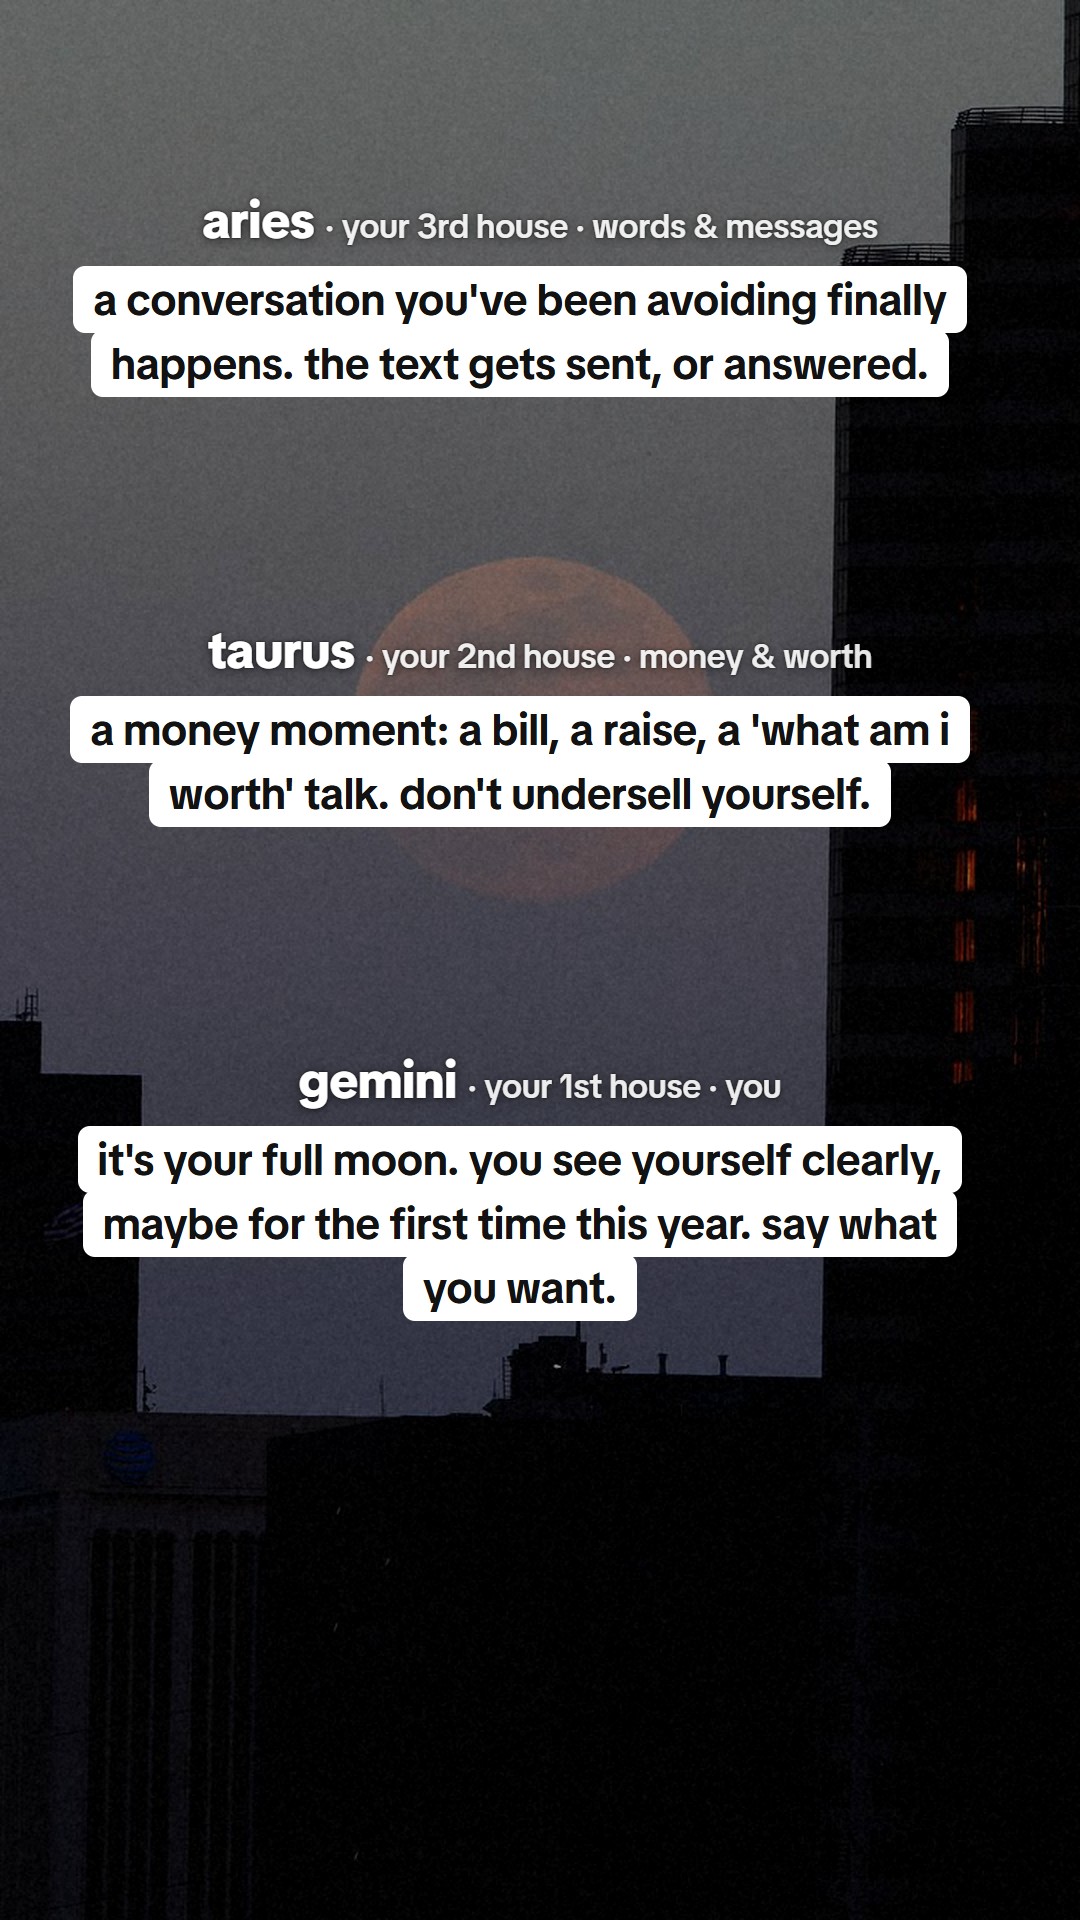 aries · your 3rd house · words & messages
a conversation you've been avoiding finally
happens. the text gets sent, or answered.
taurus · your 2nd house · money & worth
a money moment: a bill, a raise, a 'what am i
worth' talk. don't undersell yourself.
gemini · your 1st house · you
it's your full moon. you see yourself clearly,
maybe for the first time this year. say what
you want.